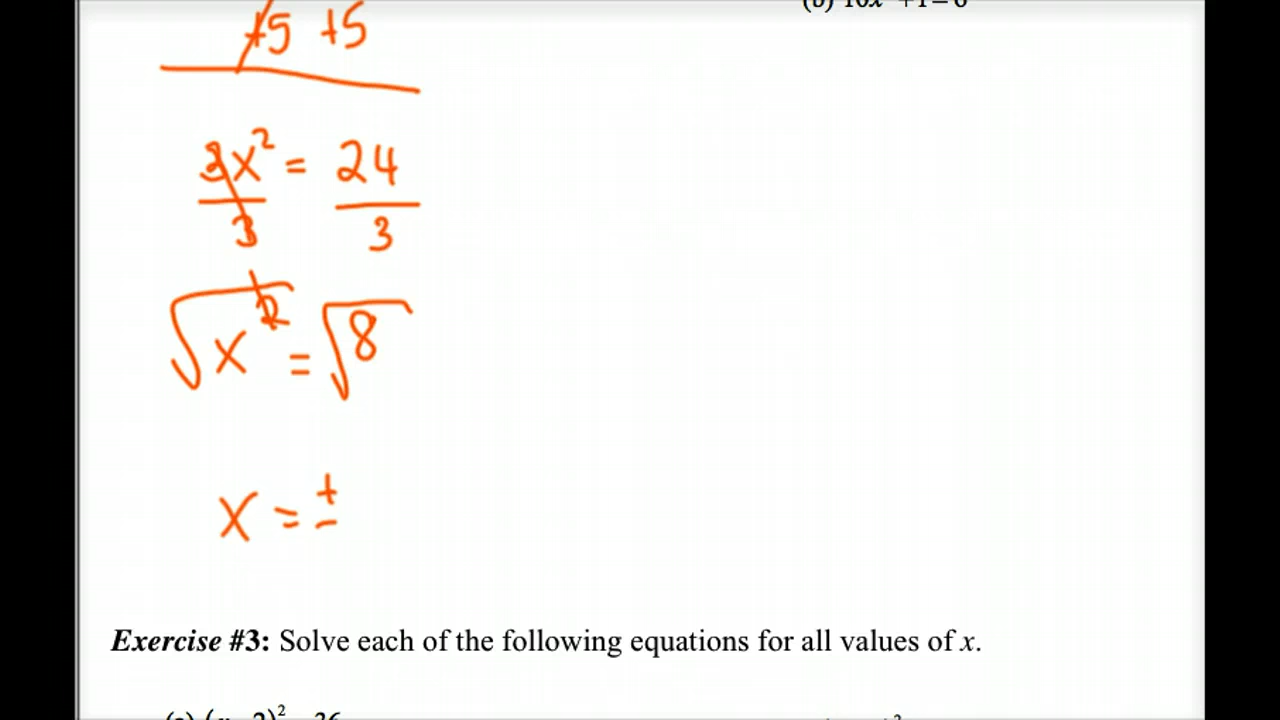 +5 +5
3x² = 24
3 3
√x² = √8
x = ±
Exercise #3: Solve each of the following equations for all values of x.